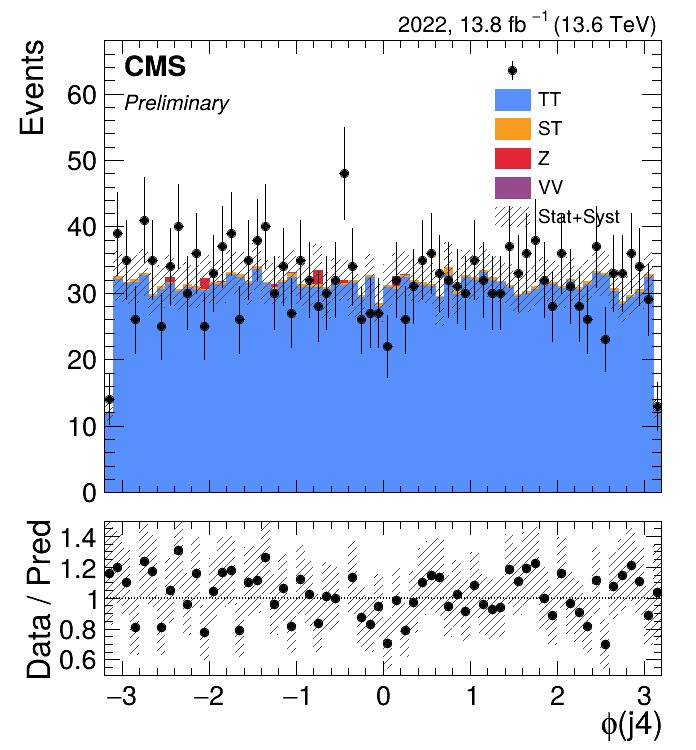 2022, 13.8 fb⁻¹ (13.6 TeV)
CMS
Preliminary
Events
TT
ST
Z
VV
Stat+Syst
60
50
40
30
20
10
0
Data / Pred
1.4
1.2
1
0.8
0.6
−3 −2 −1 0 1 2 3
ϕ(j4)